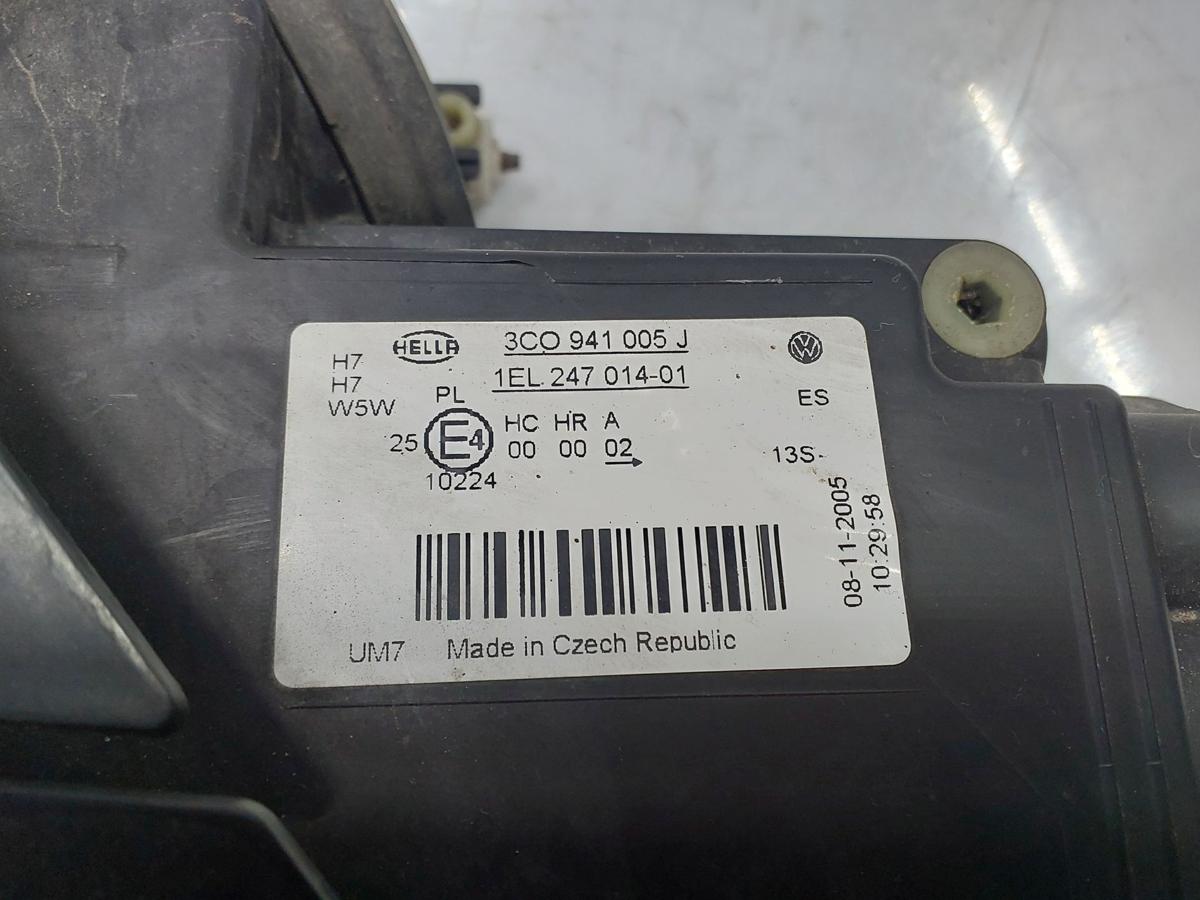 HELLA
3CO 941 005 J
1EL 247 014-01
H7
H7
W5W
PL
ES
25 E4
HC HR A
00 00 02
10224
13S-
08-11-2005
10:29:58
UM7 Made in Czech Republic